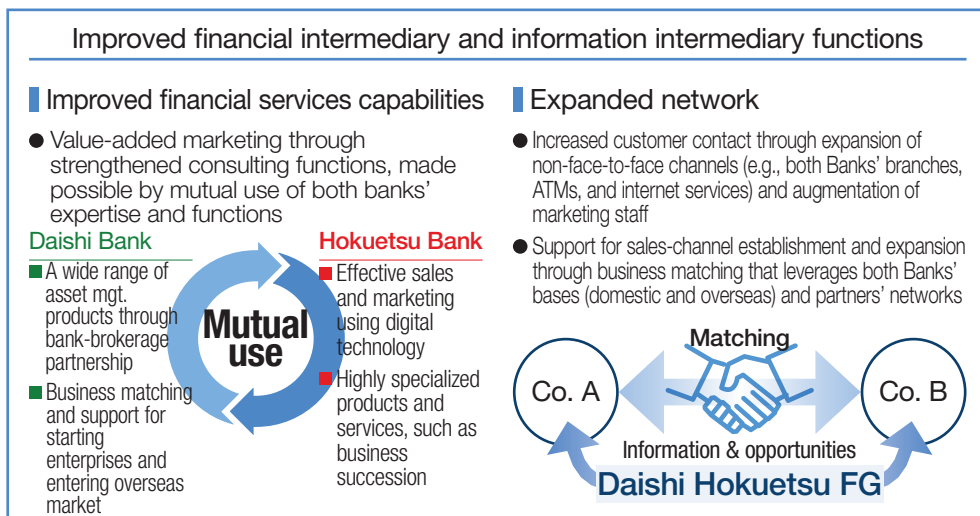 Improved financial intermediary and information intermediary functions
Improved financial services capabilities
● Value-added marketing through
strengthened consulting functions, made
possible by mutual use of both banks'
expertise and functions
Daishi Bank
■ A wide range of
asset mgt.
products through
bank-brokerage
partnership
■ Business matching
and support for
starting
enterprises and
entering overseas
market
Mutual
use
Hokuetsu Bank
■ Effective sales
and marketing
using digital
technology
■ Highly specialized
products and
services, such as
business
succession
Expanded network
● Increased customer contact through expansion of
non-face-to-face channels (e.g., both Banks' branches,
ATMs, and internet services) and augmentation of
marketing staff
● Support for sales-channel establishment and expansion
through business matching that leverages both Banks'
bases (domestic and overseas) and partners' networks
Matching
Co. A
Co. B
Information & opportunities
Daishi Hokuetsu FG